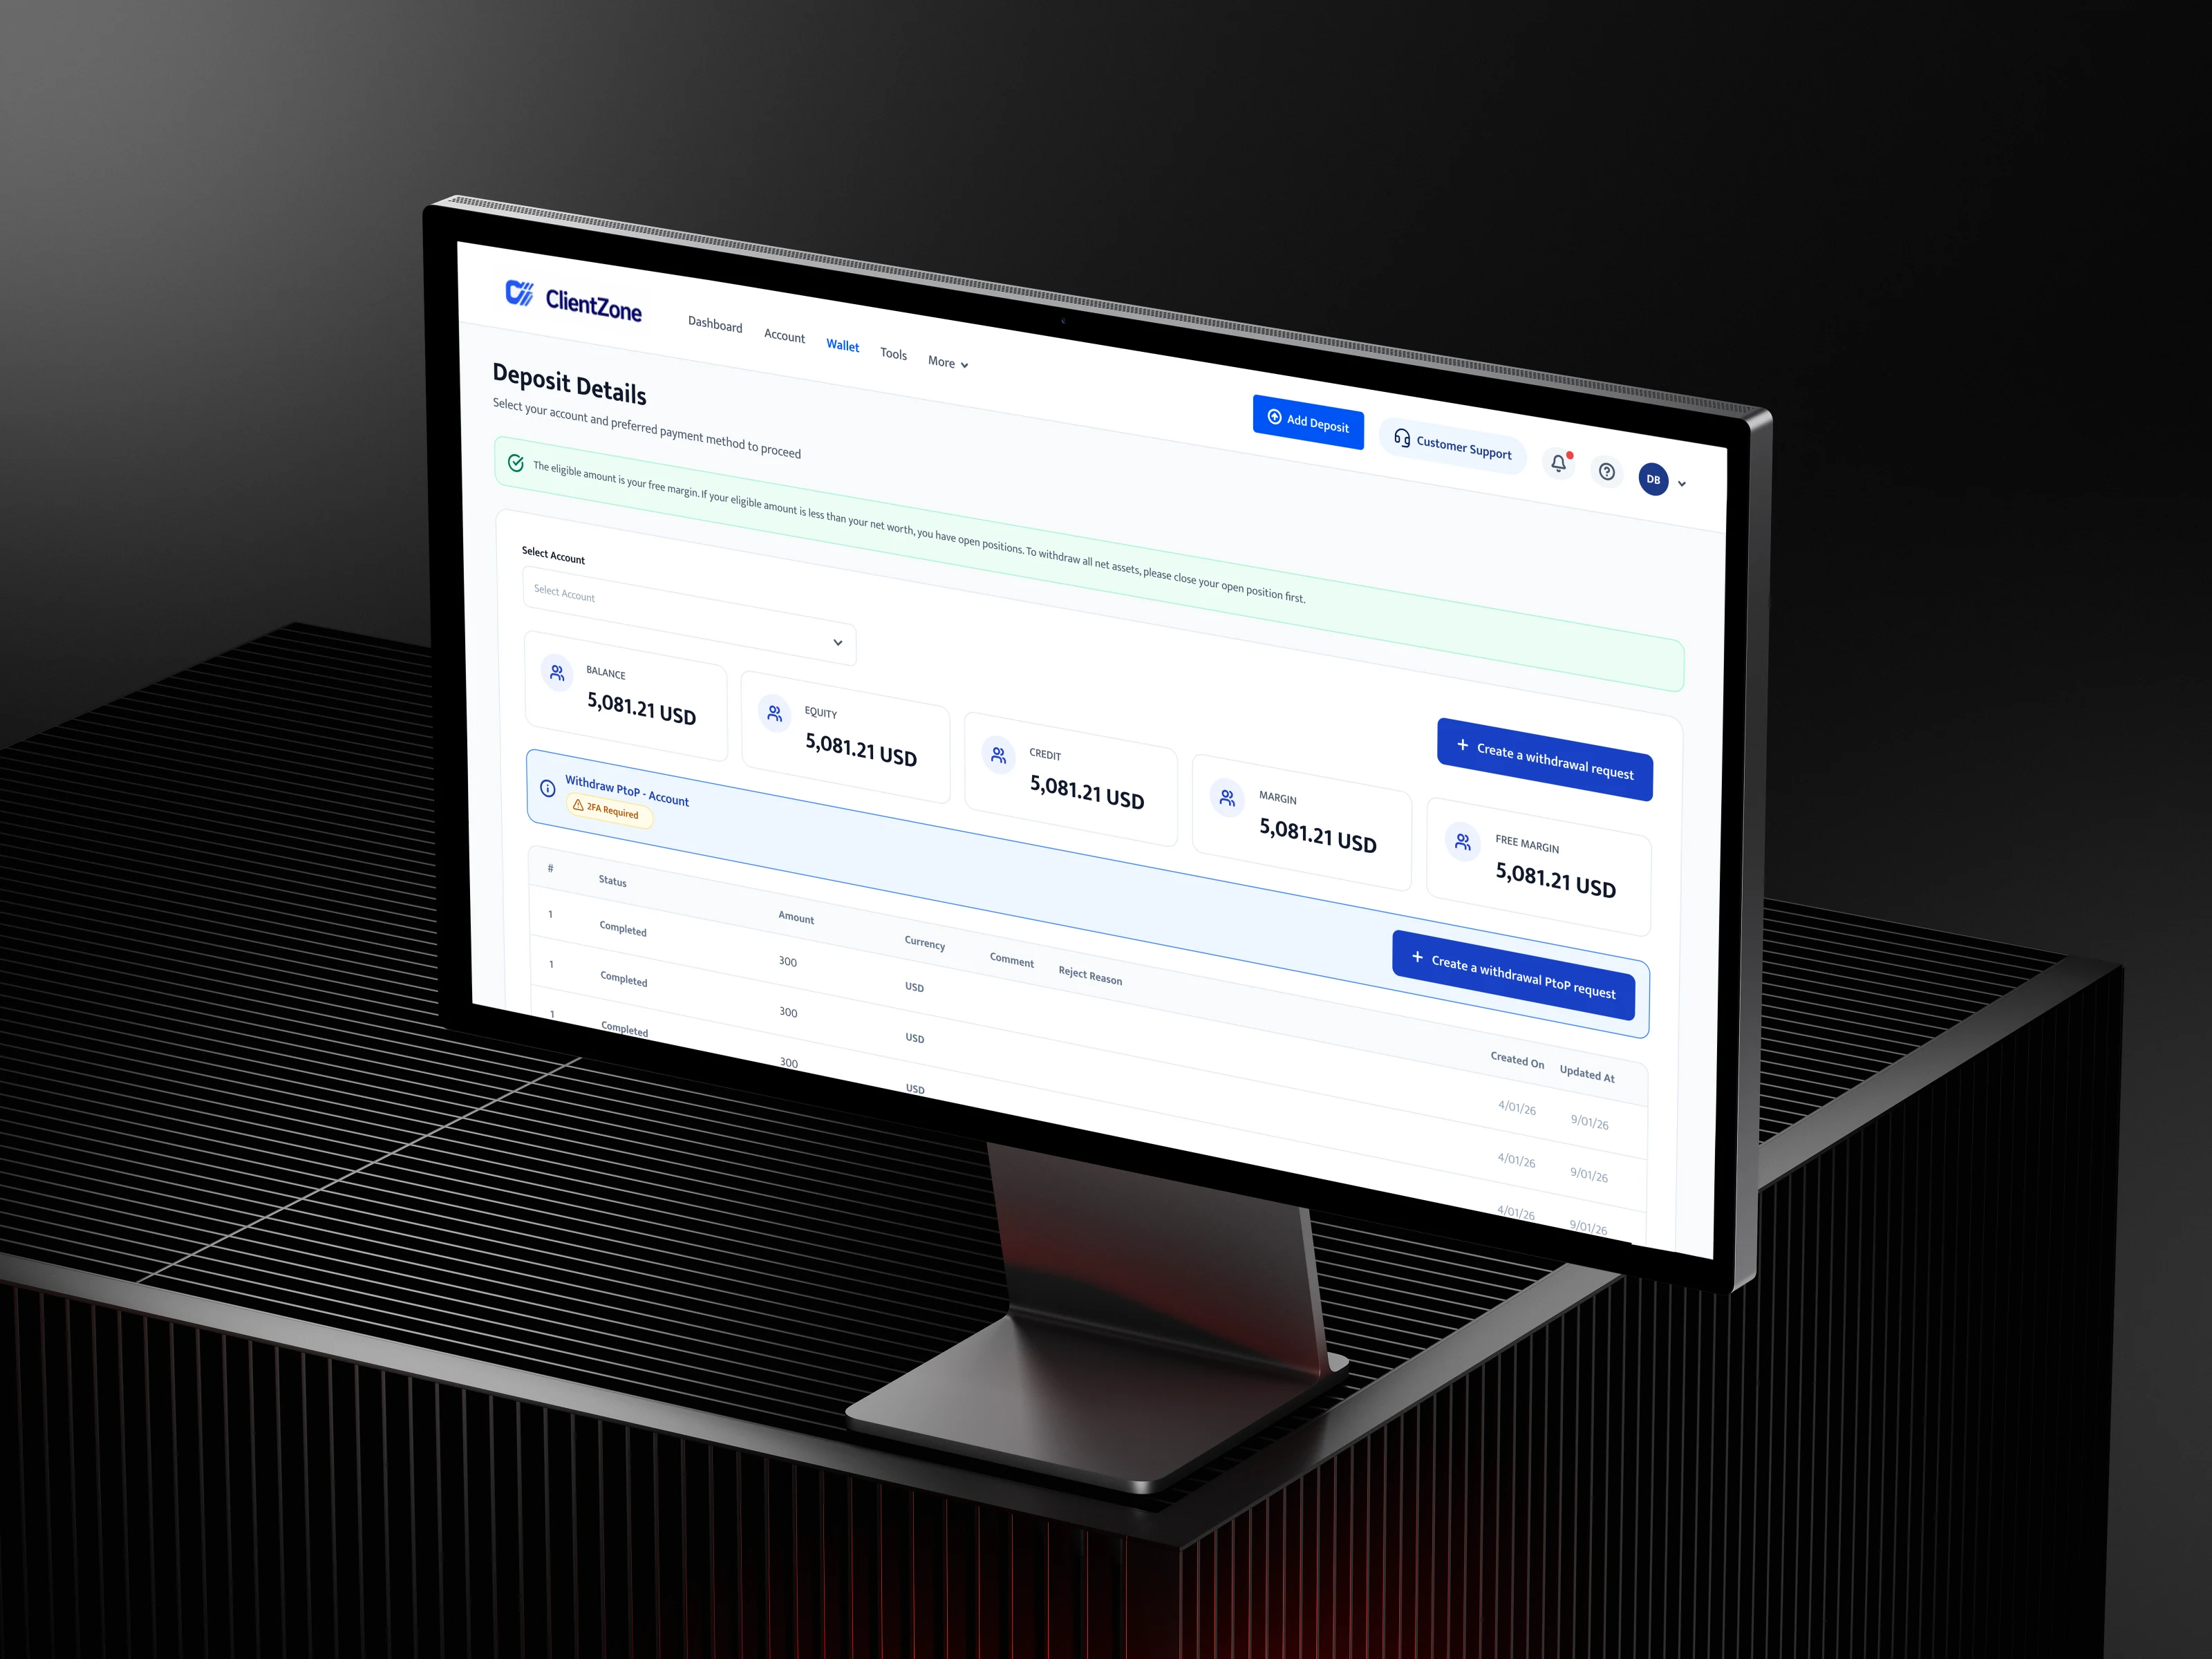 ClientZone
Dashboard
Account
Wallet
Tools
More
Add Deposit
Customer Support
DB
Deposit Details
Select your account and preferred payment method to proceed
The eligible amount is your free margin. If your eligible amount is less than your net worth, you have open positions. To withdraw all net assets, please close your open position first.
Select Account
Select Account
Create a withdrawal request
BALANCE
5,081.21 USD
EQUITY
5,081.21 USD
CREDIT
5,081.21 USD
MARGIN
5,081.21 USD
FREE MARGIN
5,081.21 USD
Withdraw PtoP - Account
2FA Required
Create a withdrawal PtoP request
# Status Amount Currency Comment Reject Reason Created On Updated At
1 Completed 300 USD 4/01/26 9/01/26
1 Completed 300 USD 4/01/26 9/01/26
1 Completed 300 USD 4/01/26 9/01/26